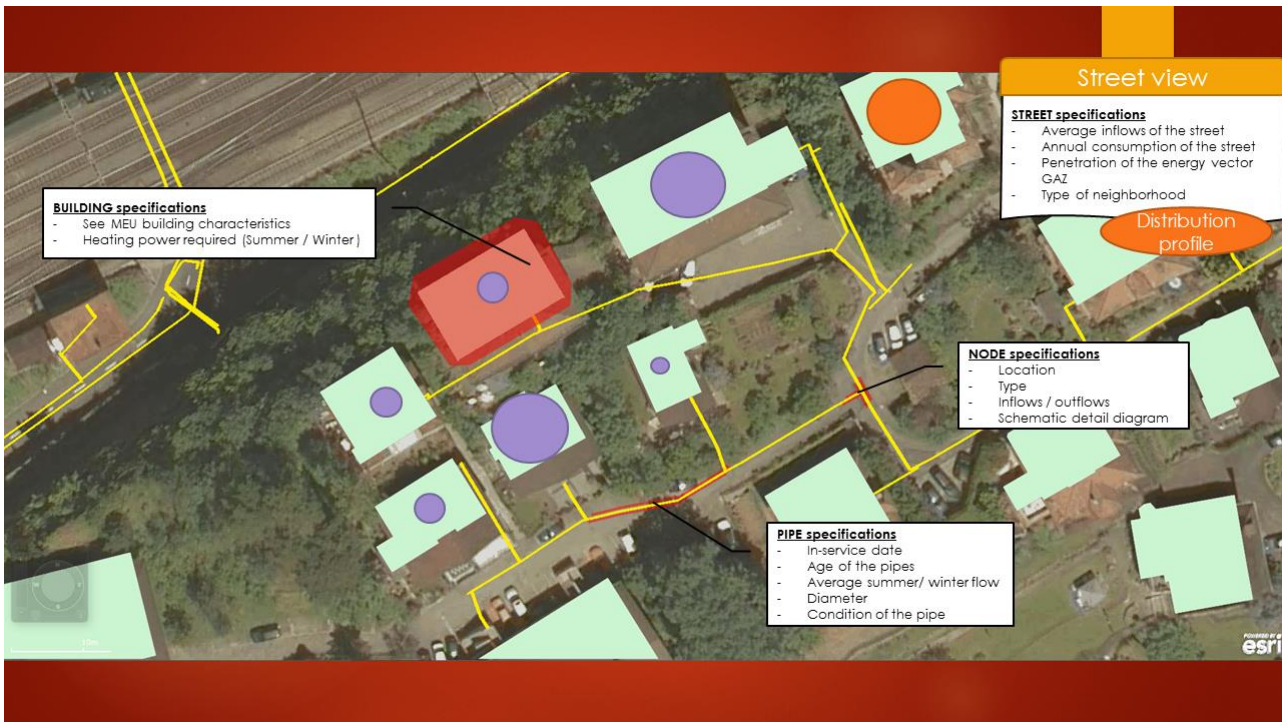 Street view
STREET specifications
- Average inflows of the street
- Annual consumption of the street
- Penetration of the energy vector
GAZ
- Type of neighborhood
Distribution
profile
BUILDING specifications
- See MEU building characteristics
- Heating power required (Summer / Winter)
NODE specifications
- Location
- Type
- Inflows / outflows
- Schematic detail diagram
PIPE specifications
- In-service date
- Age of the pipes
- Average summer/ winter flow
- Diameter
- Condition of the pipe
POWERED BY
esri